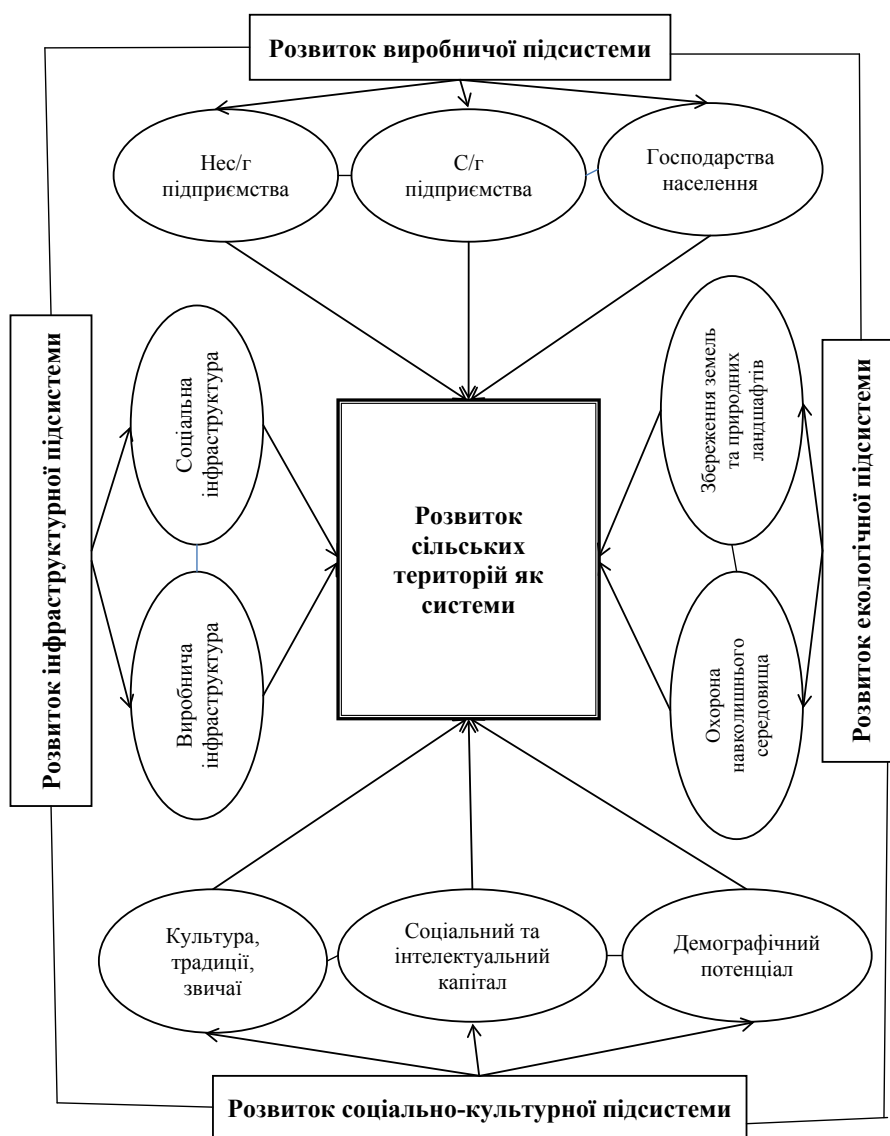 Розвиток виробничої підсистеми
Нес/г
підприємства
С/г
підприємства
Господарства
населення
Розвиток інфраструктурної підсистеми
Соціальна
інфраструктура
Виробнича
інфраструктура
Розвиток
сільських
територій як
системи
Збереження земель
та природних
ландшафтів
Охорона
навколишнього
середовища
Розвиток екологічної підсистеми
Культура,
традиції,
звичаї
Соціальний та
інтелектуальний
капітал
Демографічний
потенціал
Розвиток соціально-культурної підсистеми